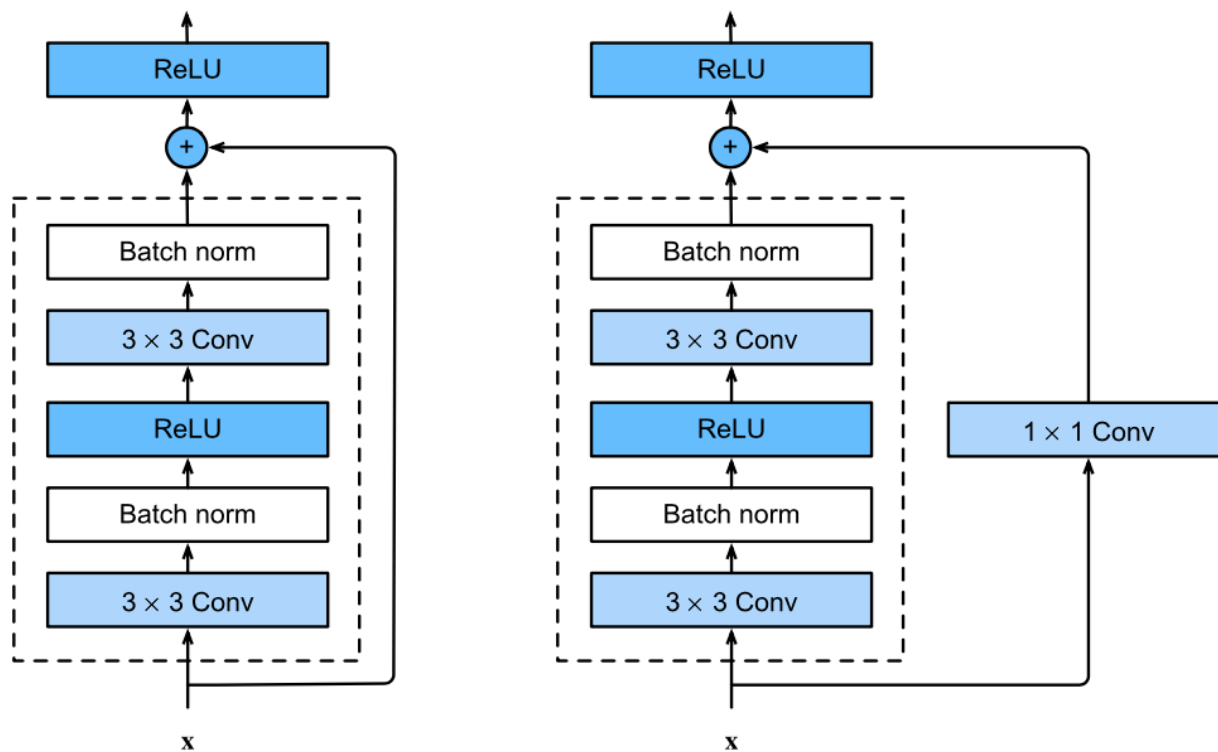 ReLU
+
Batch norm
3 × 3 Conv
ReLU
Batch norm
3 × 3 Conv
x
ReLU
+
Batch norm
3 × 3 Conv
ReLU
Batch norm
3 × 3 Conv
x
1 × 1 Conv